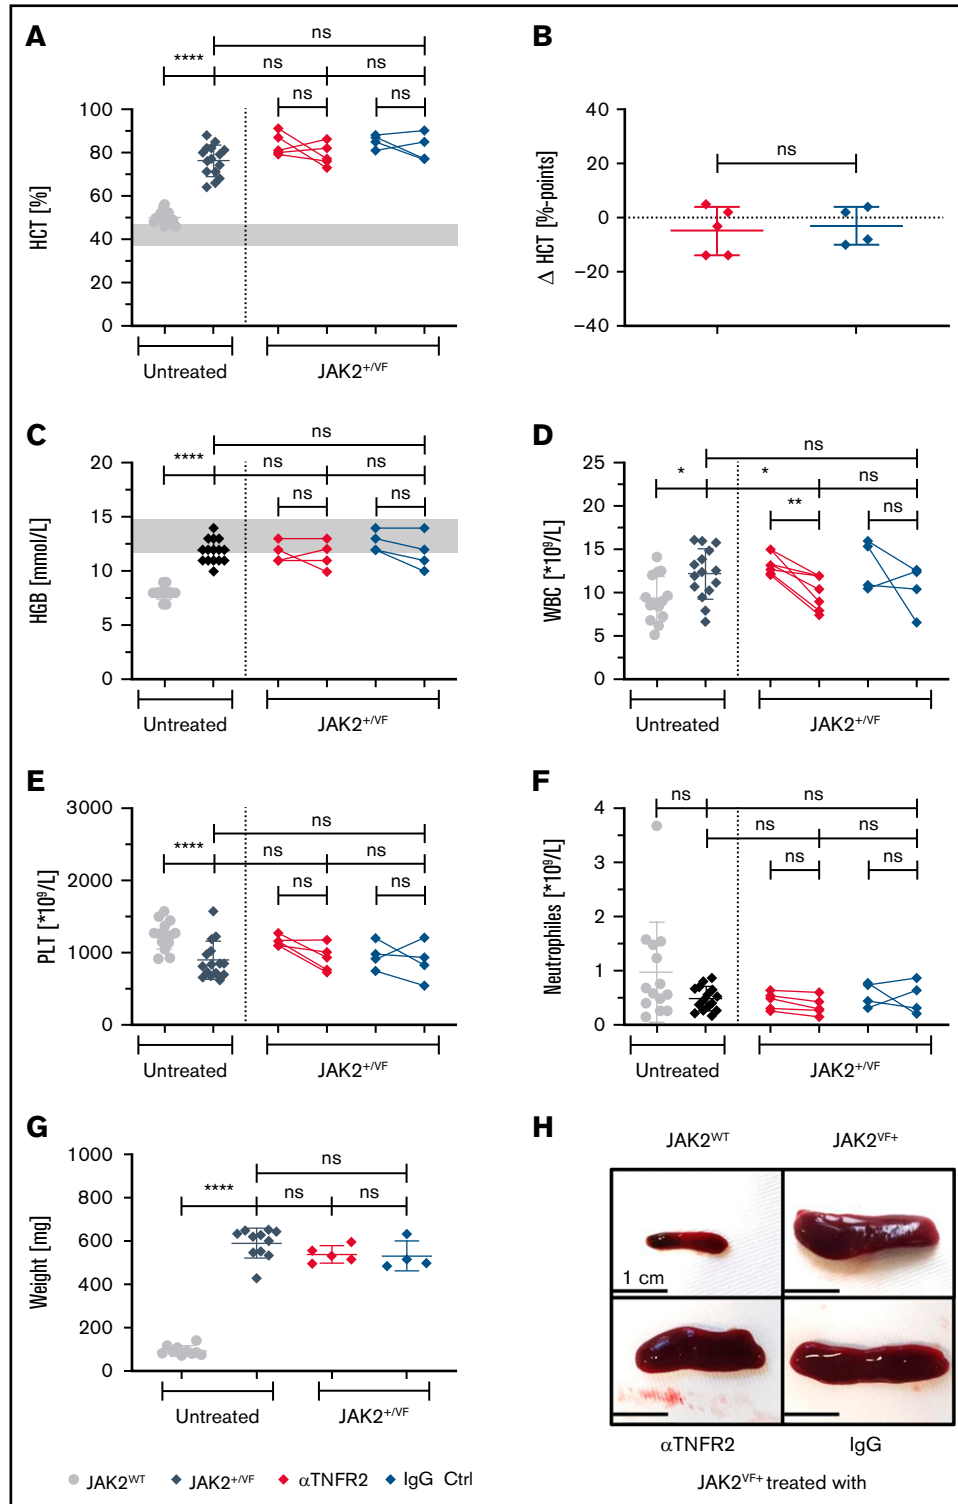 A
ns
**** ns ns
ns ns
HCT [%]
100
80
60
40
20
0
Untreated JAK2+/VF
B
ns
Δ HCT [%-points]
40
20
0
−20
−40
C
ns
**** ns ns
ns ns
HGB [mmol/L]
20
15
10
5
0
Untreated JAK2+/VF
D
ns
* * ns
** ns
WBC [*10⁹/L]
25
20
15
10
5
0
Untreated JAK2+/VF
E
ns
**** ns ns
ns ns
PLT [*10⁹/L]
3000
2000
1000
0
Untreated JAK2+/VF
F
ns ns
ns ns
ns ns
Neutrophiles [*10⁹/L]
4
3
2
1
0
Untreated JAK2+/VF
G
ns
**** ns ns
Weight [mg]
1000
800
600
400
200
0
Untreated JAK2+/VF
H
JAK2WT JAK2VF+
1 cm
αTNFR2 IgG
JAK2VF+ treated with
JAK2WT JAK2+/VF αTNFR2 IgG Ctrl